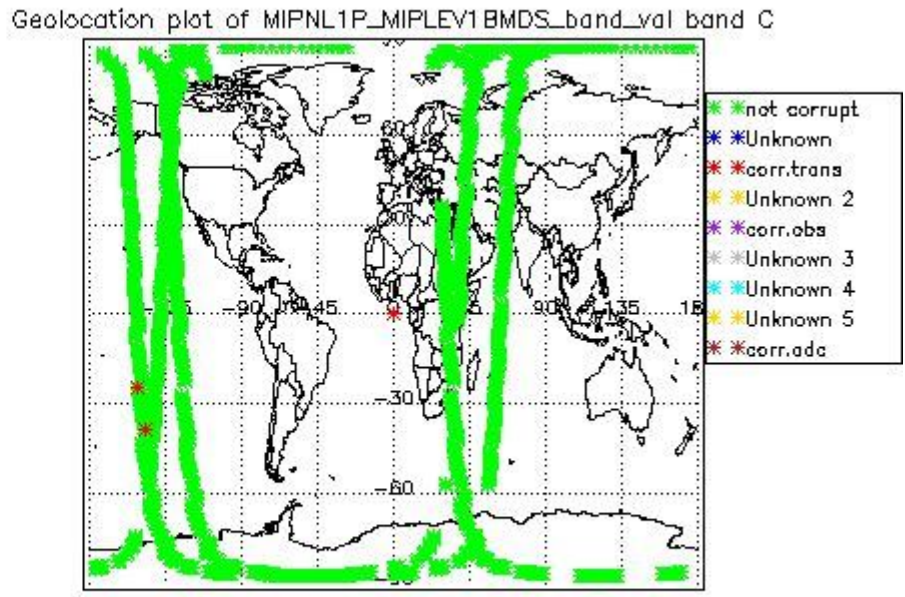 Geolocation plot of MIPNL1P_MIPLEV1BMDS_band_val band C
not corrupt
Unknown
corr.trans
Unknown 2
corr.obs
Unknown 3
Unknown 4
Unknown 5
corr.adc
60
-90
45
90
135
-30
-60